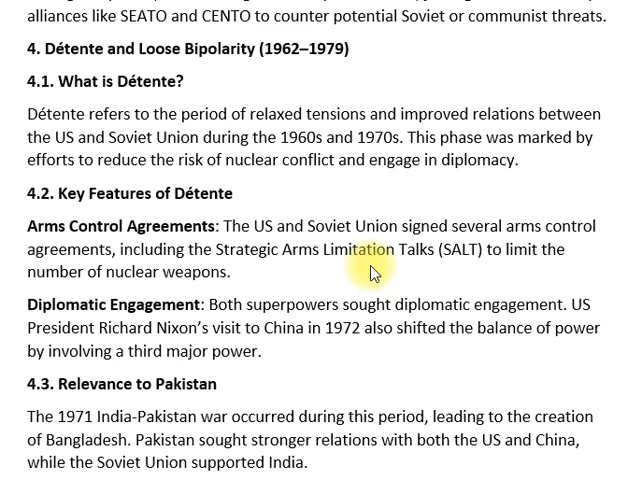 alliances like SEATO and CENTO to counter potential Soviet or communist threats.
4. Détente and Loose Bipolarity (1962–1979)
4.1. What is Détente?
Détente refers to the period of relaxed tensions and improved relations between
the US and Soviet Union during the 1960s and 1970s. This phase was marked by
efforts to reduce the risk of nuclear conflict and engage in diplomacy.
4.2. Key Features of Détente
Arms Control Agreements: The US and Soviet Union signed several arms control
agreements, including the Strategic Arms Limitation Talks (SALT) to limit the
number of nuclear weapons.
Diplomatic Engagement: Both superpowers sought diplomatic engagement. US
President Richard Nixon’s visit to China in 1972 also shifted the balance of power
by involving a third major power.
4.3. Relevance to Pakistan
The 1971 India-Pakistan war occurred during this period, leading to the creation
of Bangladesh. Pakistan sought stronger relations with both the US and China,
while the Soviet Union supported India.